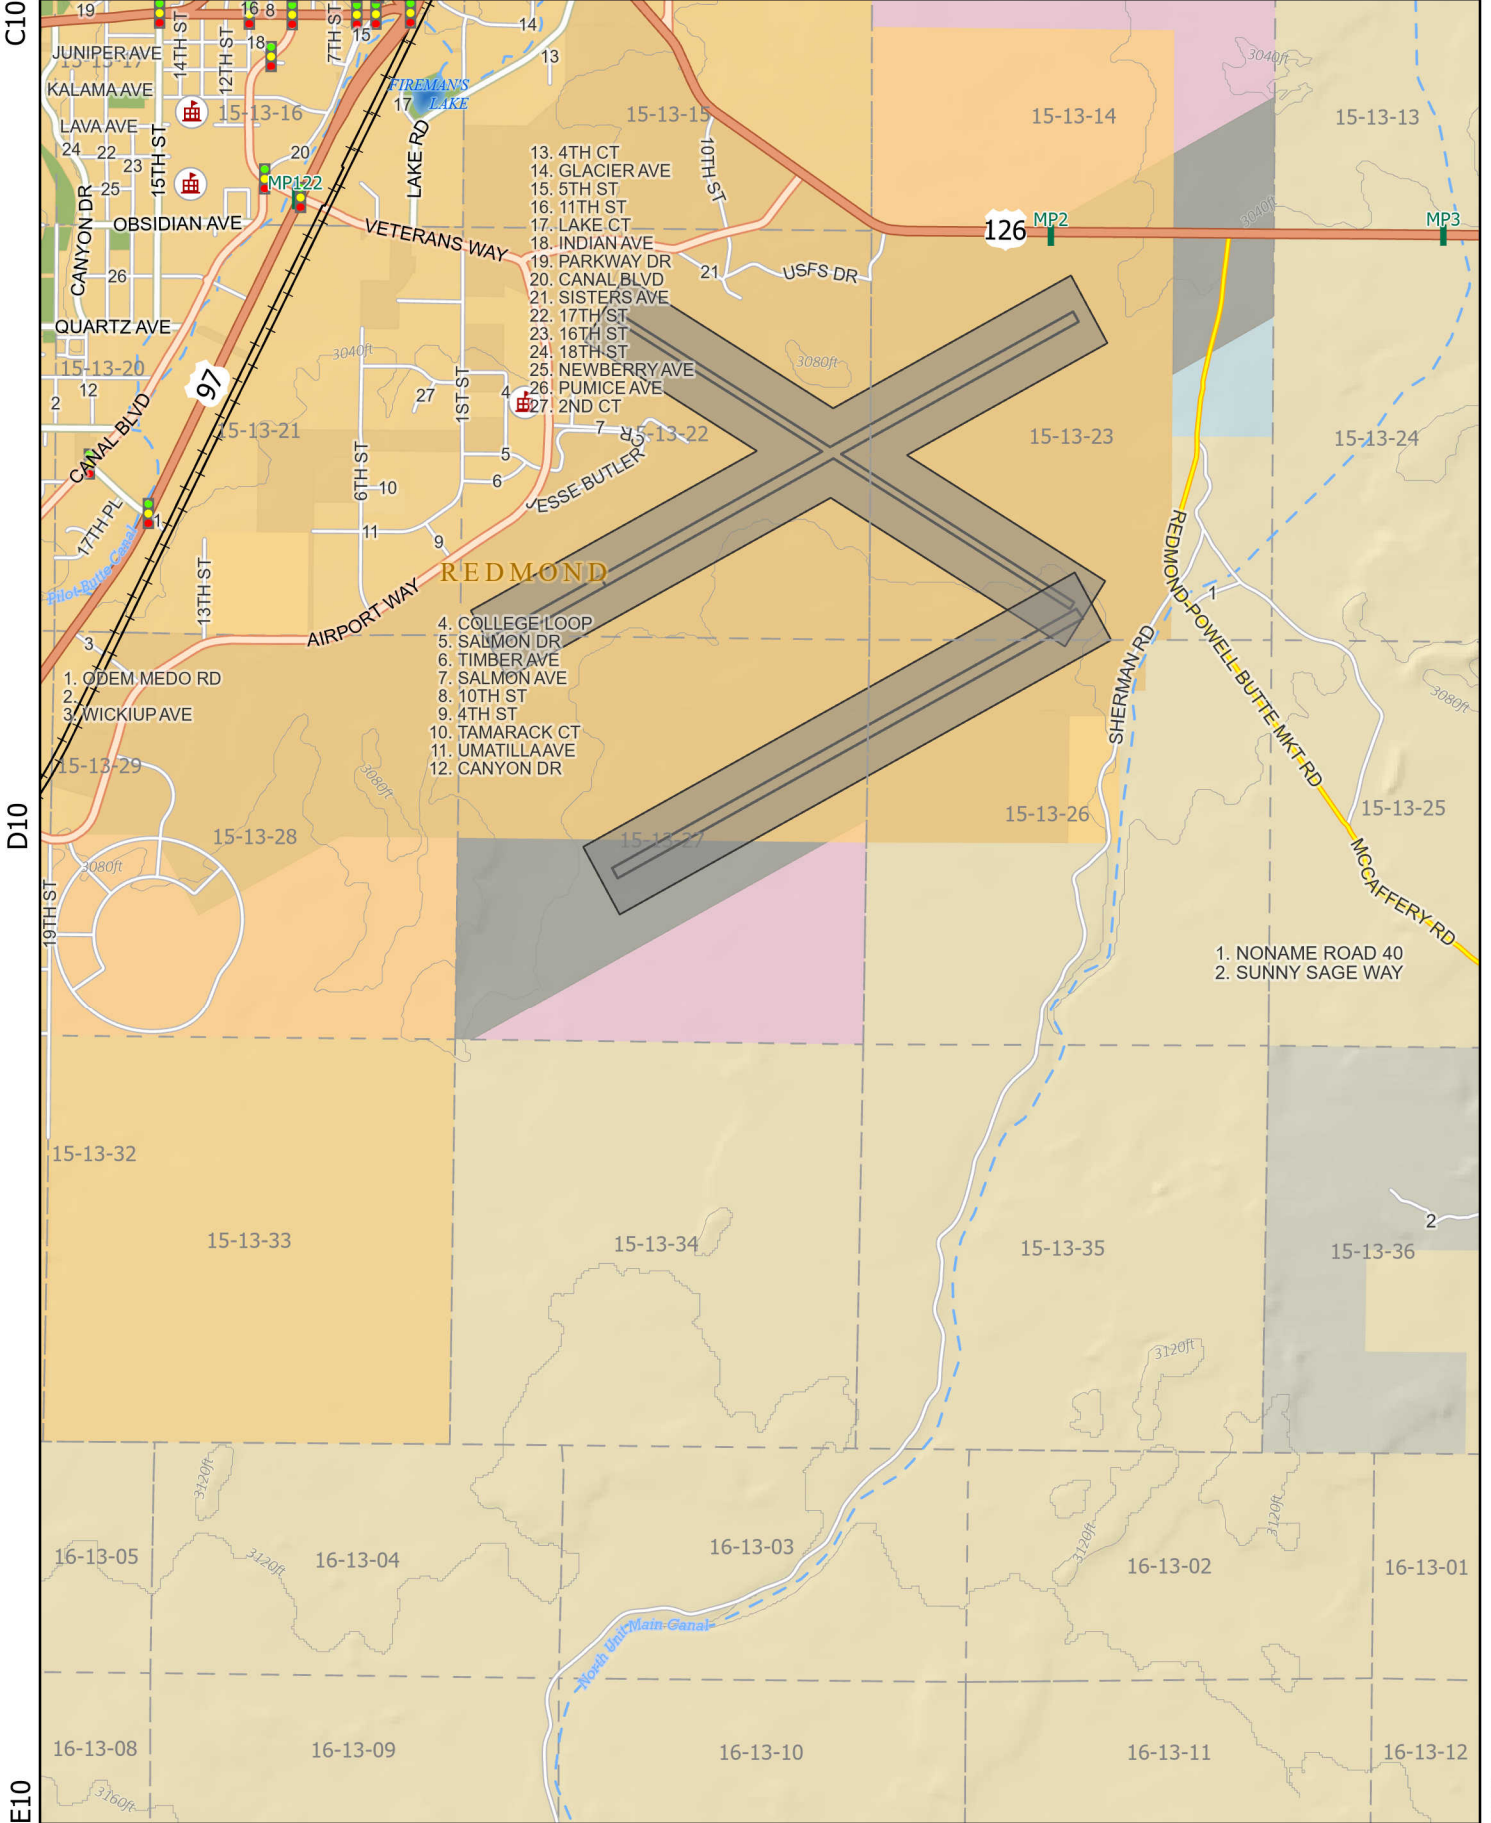 C10
19
16 8
14
14TH ST
12TH ST
7TH ST
15
18
13
JUNIPER AVE
15-13-17
KALAMA AVE
FIREMAN'S
LAKE
17
15-13-16
15-13-15
15-13-14
15-13-13
3040ft
LAVA AVE
15TH ST
24
22
23
25
20
LAKE RD
10TH ST
MP122
CANYON DR
OBSIDIAN AVE
VETERANS WAY
13. 4TH CT
14. GLACIER AVE
15. 5TH ST
16. 11TH ST
17. LAKE CT
18. INDIAN AVE
19. PARKWAY DR
20. CANAL BLVD
21. SISTERS AVE
22. 17TH ST
23. 16TH ST
24. 18TH ST
25. NEWBERRY AVE
26. PUMICE AVE
27. 2ND CT
3040ft
126
MP2
MP3
26
21
USFS DR
QUARTZ AVE
3040ft
3080ft
15-13-20
97
12
2
1ST ST
27
4
CANAL BLVD
15-13-21
7
JESSE BUTLER CR
15-13-22
15-13-23
15-13-24
6TH ST
5
6
10
11
9
17TH PL
1
Pilot Butte Canal
13TH ST
REDMOND
REDMOND-POWELL BUTTE MKT RD
1
AIRPORT WAY
3
4. COLLEGE LOOP
5. SALMON DR
6. TIMBER AVE
7. SALMON AVE
8. 10TH ST
9. 4TH ST
10. TAMARACK CT
11. UMATILLA AVE
12. CANYON DR
1. ODEM MEDO RD
2.
3. WICKIUP AVE
SHERMAN RD
3080ft
15-13-29
3080ft
D10
15-13-28
15-13-27
15-13-26
15-13-25
3080ft
19TH ST
MCCAFFERY RD
1. NONAME ROAD 40
2. SUNNY SAGE WAY
15-13-32
15-13-33
15-13-34
15-13-35
15-13-36
2
3120ft
3120ft
3120ft
3120ft
3120ft
16-13-05
16-13-04
16-13-03
16-13-02
16-13-01
North Unit Main Canal
16-13-08
16-13-09
16-13-10
16-13-11
16-13-12
3160ft
E10